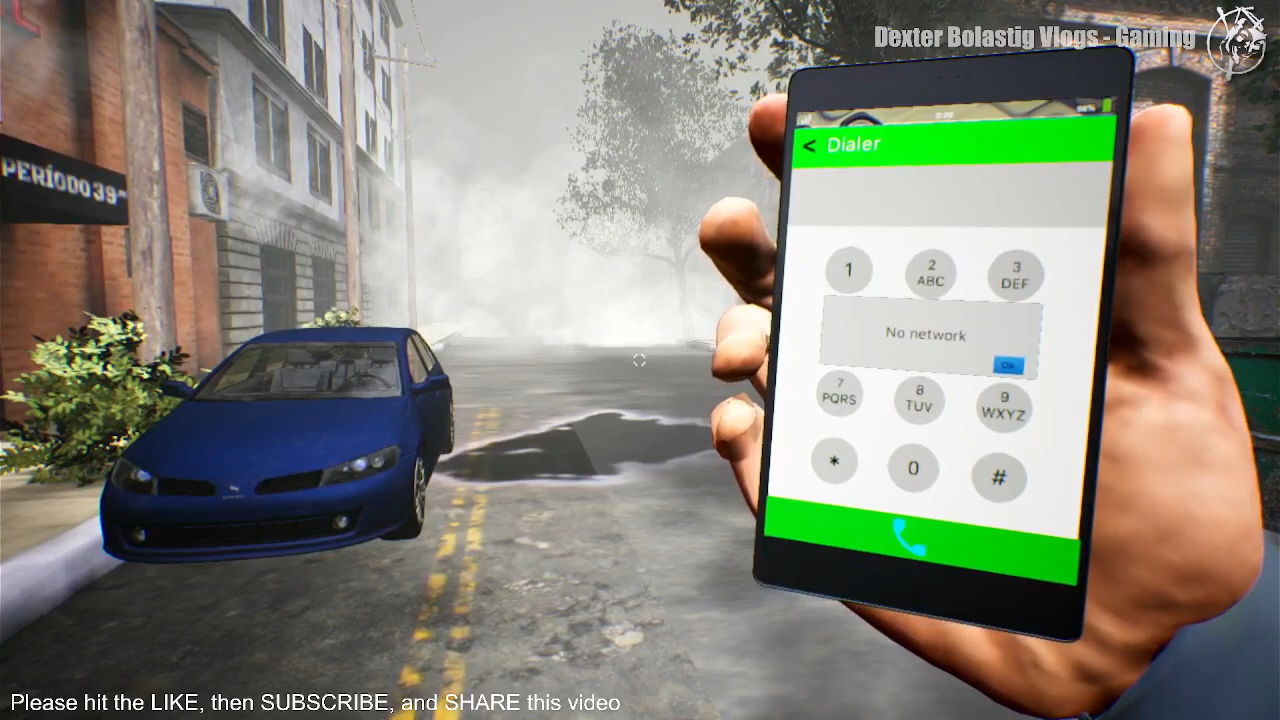 Dexter Bolastig Vlogs - Gaming
PERÍODO 39
< Dialer
1
2
ABC
3
DEF
No network
Ok
7
PQRS
8
TUV
9
WXYZ
*
0
#
Please hit the LIKE, then SUBSCRIBE, and SHARE this video